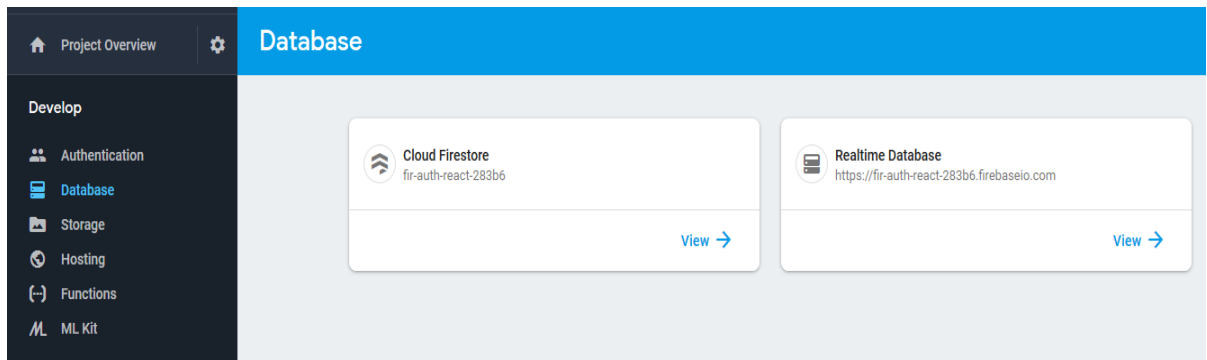 Project Overview
Database
Develop
Authentication
Database
Storage
Hosting
Functions
ML Kit
Cloud Firestore
fir-auth-react-283b6
View
Realtime Database
https://fir-auth-react-283b6.firebaseio.com
View